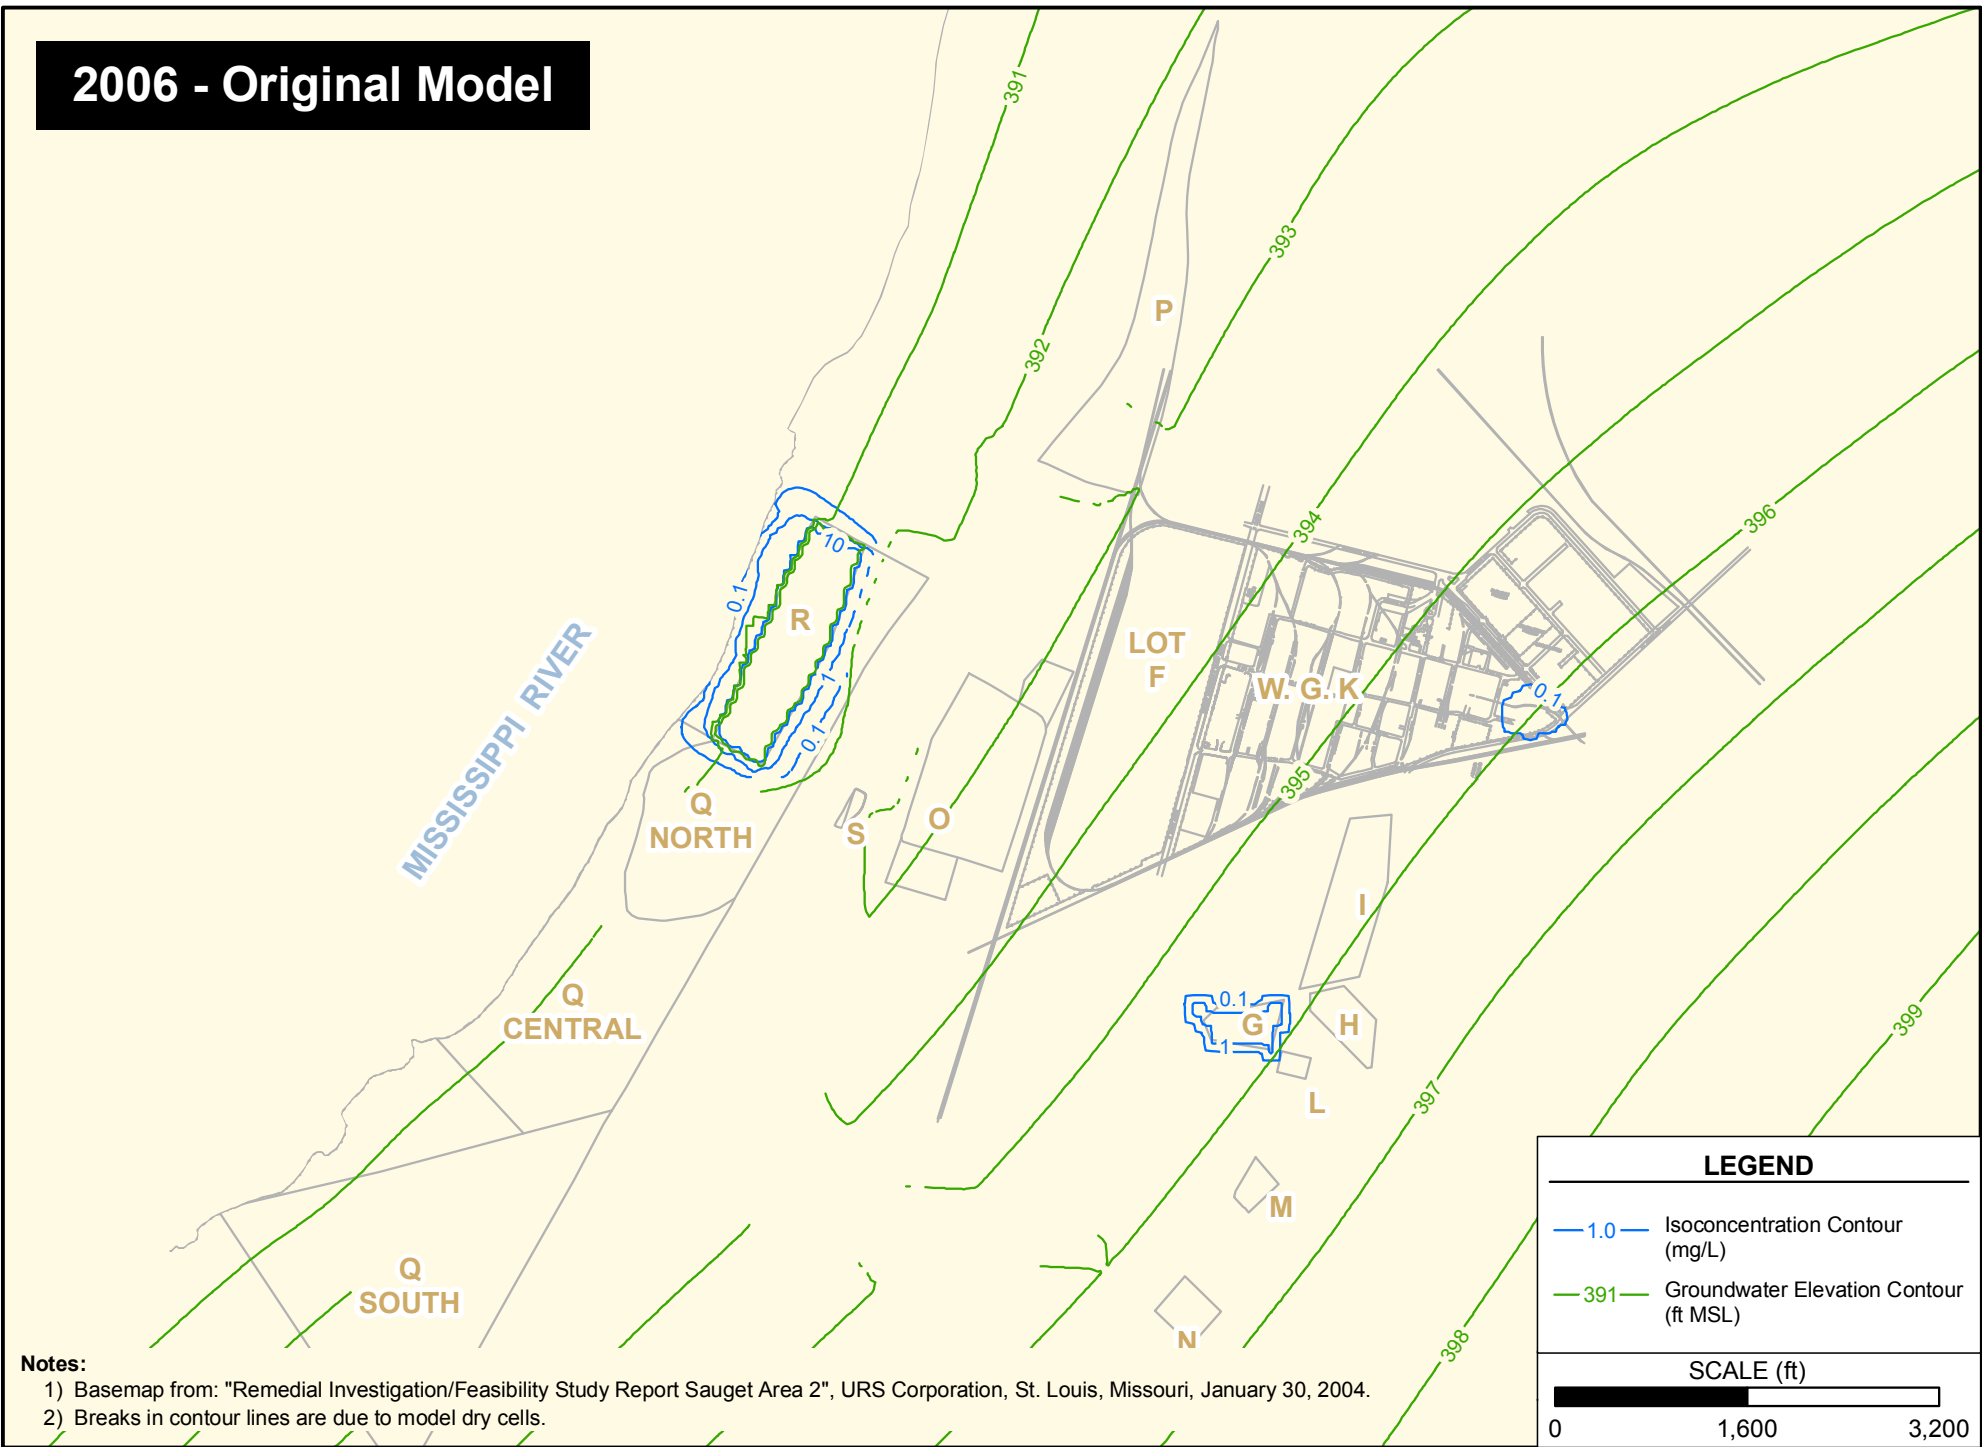 2006 - Original Model
391
393
392
P
394
396
10
0.1
R
LOT
F
W. G. K
0.1
1
0.1
395
MISSISSIPPI RIVER
Q
NORTH
S
O
I
Q
CENTRAL
0.1
G
1
H
399
L
397
M
Q
SOUTH
N
398
LEGEND
1.0 Isoconcentration Contour
(mg/L)
391 Groundwater Elevation Contour
(ft MSL)
SCALE (ft)
0 1,600 3,200
Notes:
1) Basemap from: "Remedial Investigation/Feasibility Study Report Sauget Area 2", URS Corporation, St. Louis, Missouri, January 30, 2004.
2) Breaks in contour lines are due to model dry cells.